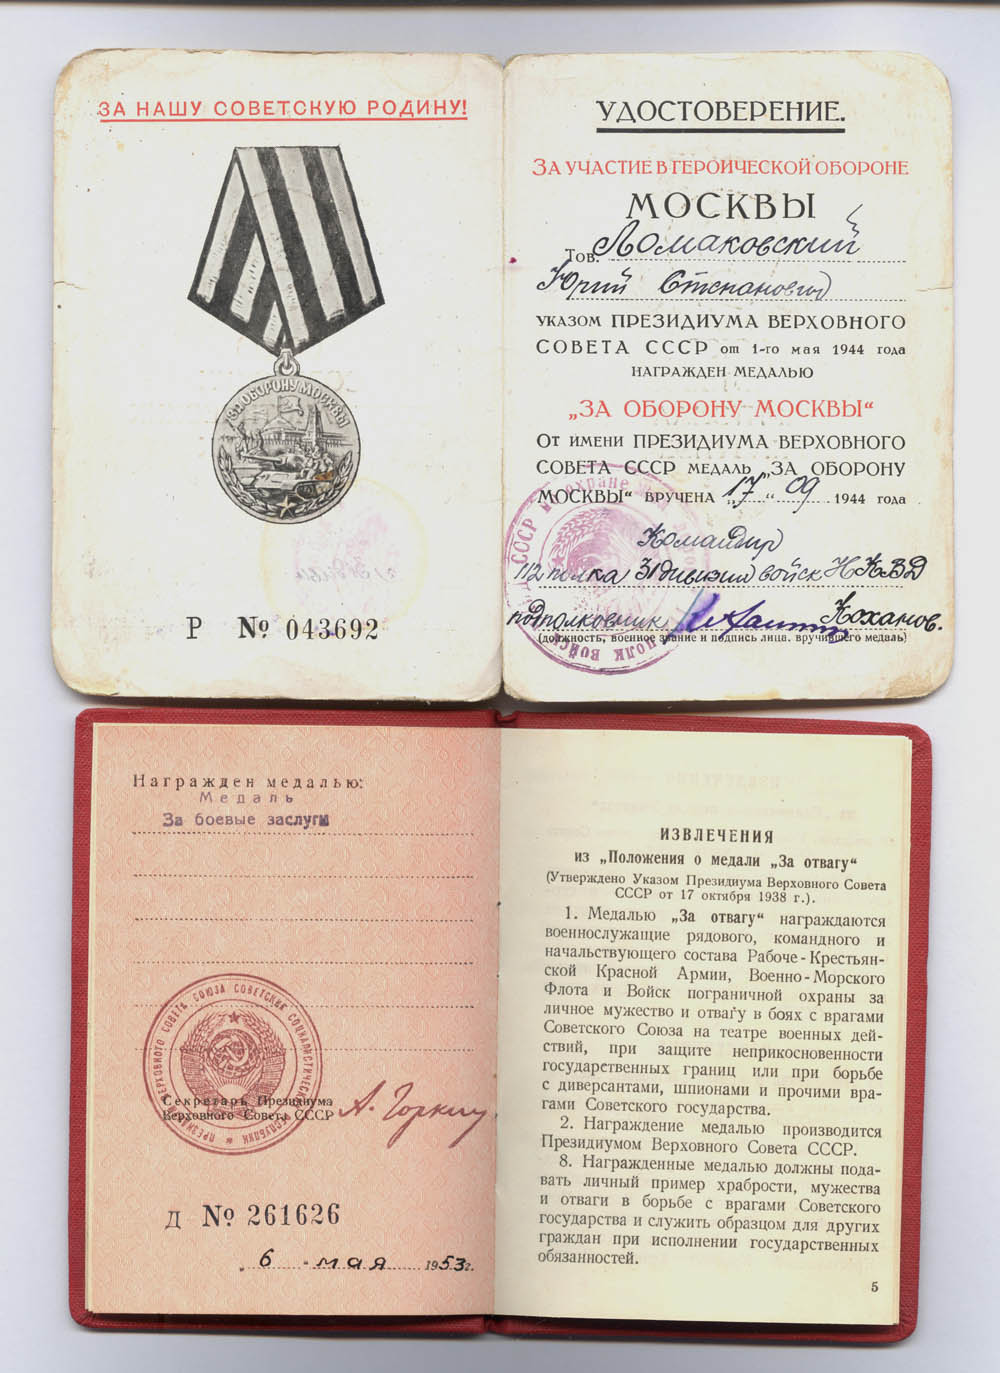 ЗА НАШУ СОВЕТСКУЮ РОДИНУ!
ЗА ОБОРОНУ МОСКВЫ
Р № 043692
УДОСТОВЕРЕНИЕ.
ЗА УЧАСТИЕ В ГЕРОИЧЕСКОЙ ОБОРОНЕ
МОСКВЫ
Тов. Ломаковский
Юрий Степанович
УКАЗОМ ПРЕЗИДИУМА ВЕРХОВНОГО
СОВЕТА СССР от 1-го мая 1944 года
НАГРАЖДЕН МЕДАЛЬЮ
„ЗА ОБОРОНУ МОСКВЫ“
От имени ПРЕЗИДИУМА ВЕРХОВНОГО
СОВЕТА СССР МЕДАЛЬ „ЗА ОБОРОНУ
МОСКВЫ“ ВРУЧЕНА „17“ 09 1944 года
Командир
112 полка 31 дивизии войск НКВД
подполковник Коханов.
(должность, военное звание и подпись лица, вручившего медаль)
Награжден медалью:
Медаль
За боевые заслуги
Секретарь Президиума
Верховного Совета СССР А. Горкин
Д № 261626
6 мая 1953г.
ИЗВЛЕЧЕНИЯ
из „Положения о медали „За отвагу“
(Утверждено Указом Президиума Верховного Совета
СССР от 17 октября 1938 г.).
1. Медалью „За отвагу“ награждаются
военнослужащие рядового, командного и
начальствующего состава Рабоче-Крестьян-
ской Красной Армии, Военно-Морского
Флота и Войск пограничной охраны за
личное мужество и отвагу в боях с врагами
Советского Союза на театре военных дей-
ствий, при защите неприкосновенности
государственных границ или при борьбе
с диверсантами, шпионами и прочими вра-
гами Советского государства.
2. Награждение медалью производится
Президиумом Верховного Совета СССР.
8. Награжденные медалью должны пода-
вать личный пример храбрости, мужества
и отваги в борьбе с врагами Советского
государства и служить образцом для других
граждан при исполнении государственных
обязанностей.
5